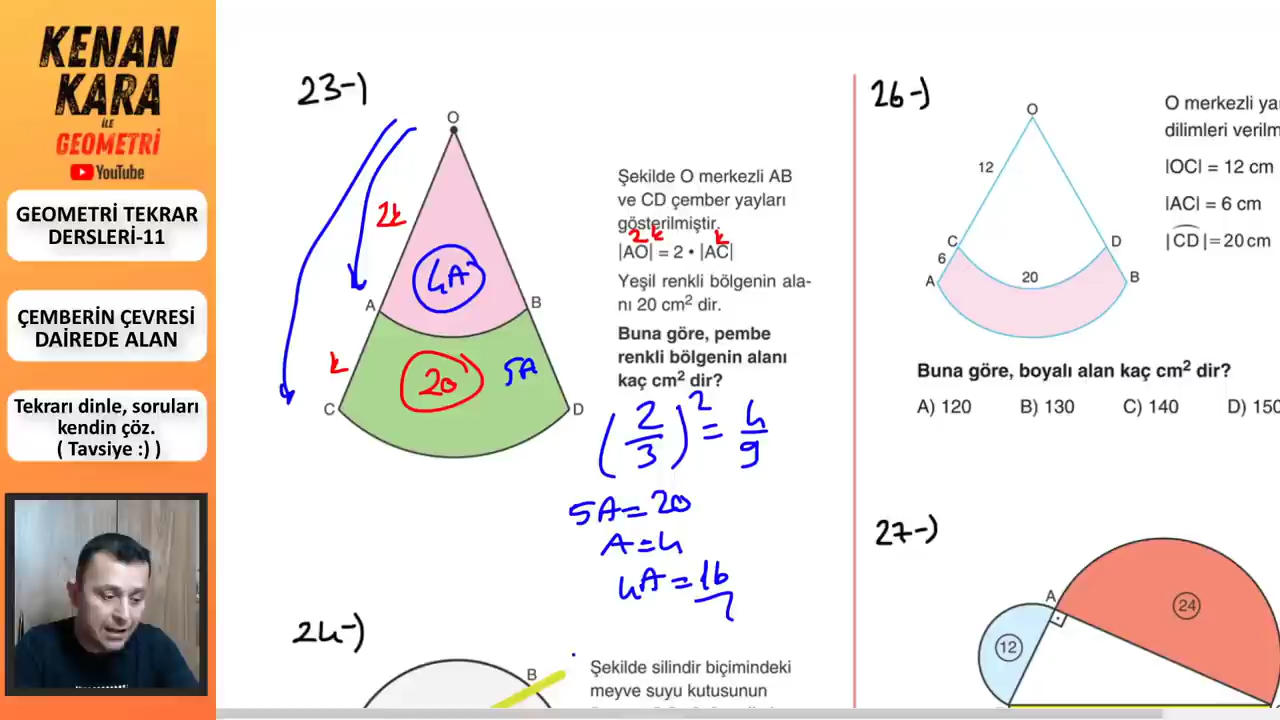 KENAN
KARA
İLE
GEOMETRİ
YouTube
GEOMETRİ TEKRAR
DERSLERİ-11
ÇEMBERİN ÇEVRESİ
DAİREDE ALAN
Tekrarı dinle, soruları
kendin çöz.
( Tavsiye :) )
23-)
O
2k
4A
A
B
k
20
5A
C
D
Şekilde O merkezli AB
ve CD çember yayları
gösterilmiştir.
2k k
|AO| = 2 • |AC|
Yeşil renkli bölgenin ala-
nı 20 cm² dir.
Buna göre, pembe
renkli bölgenin alanı
kaç cm² dir?
(2/3)² = 4/9
5A = 20
A = 4
4A = 16
24-)
B
Şekilde silindir biçimindeki
meyve suyu kutusunun
26-)
O
12
C
D
6
A
B
20
O merkezli ya
dilimleri verilm
|OC| = 12 cm
|AC| = 6 cm
|CD| = 20 cm
Buna göre, boyalı alan kaç cm² dir?
A) 120 B) 130 C) 140 D) 150
27-)
A
24
12